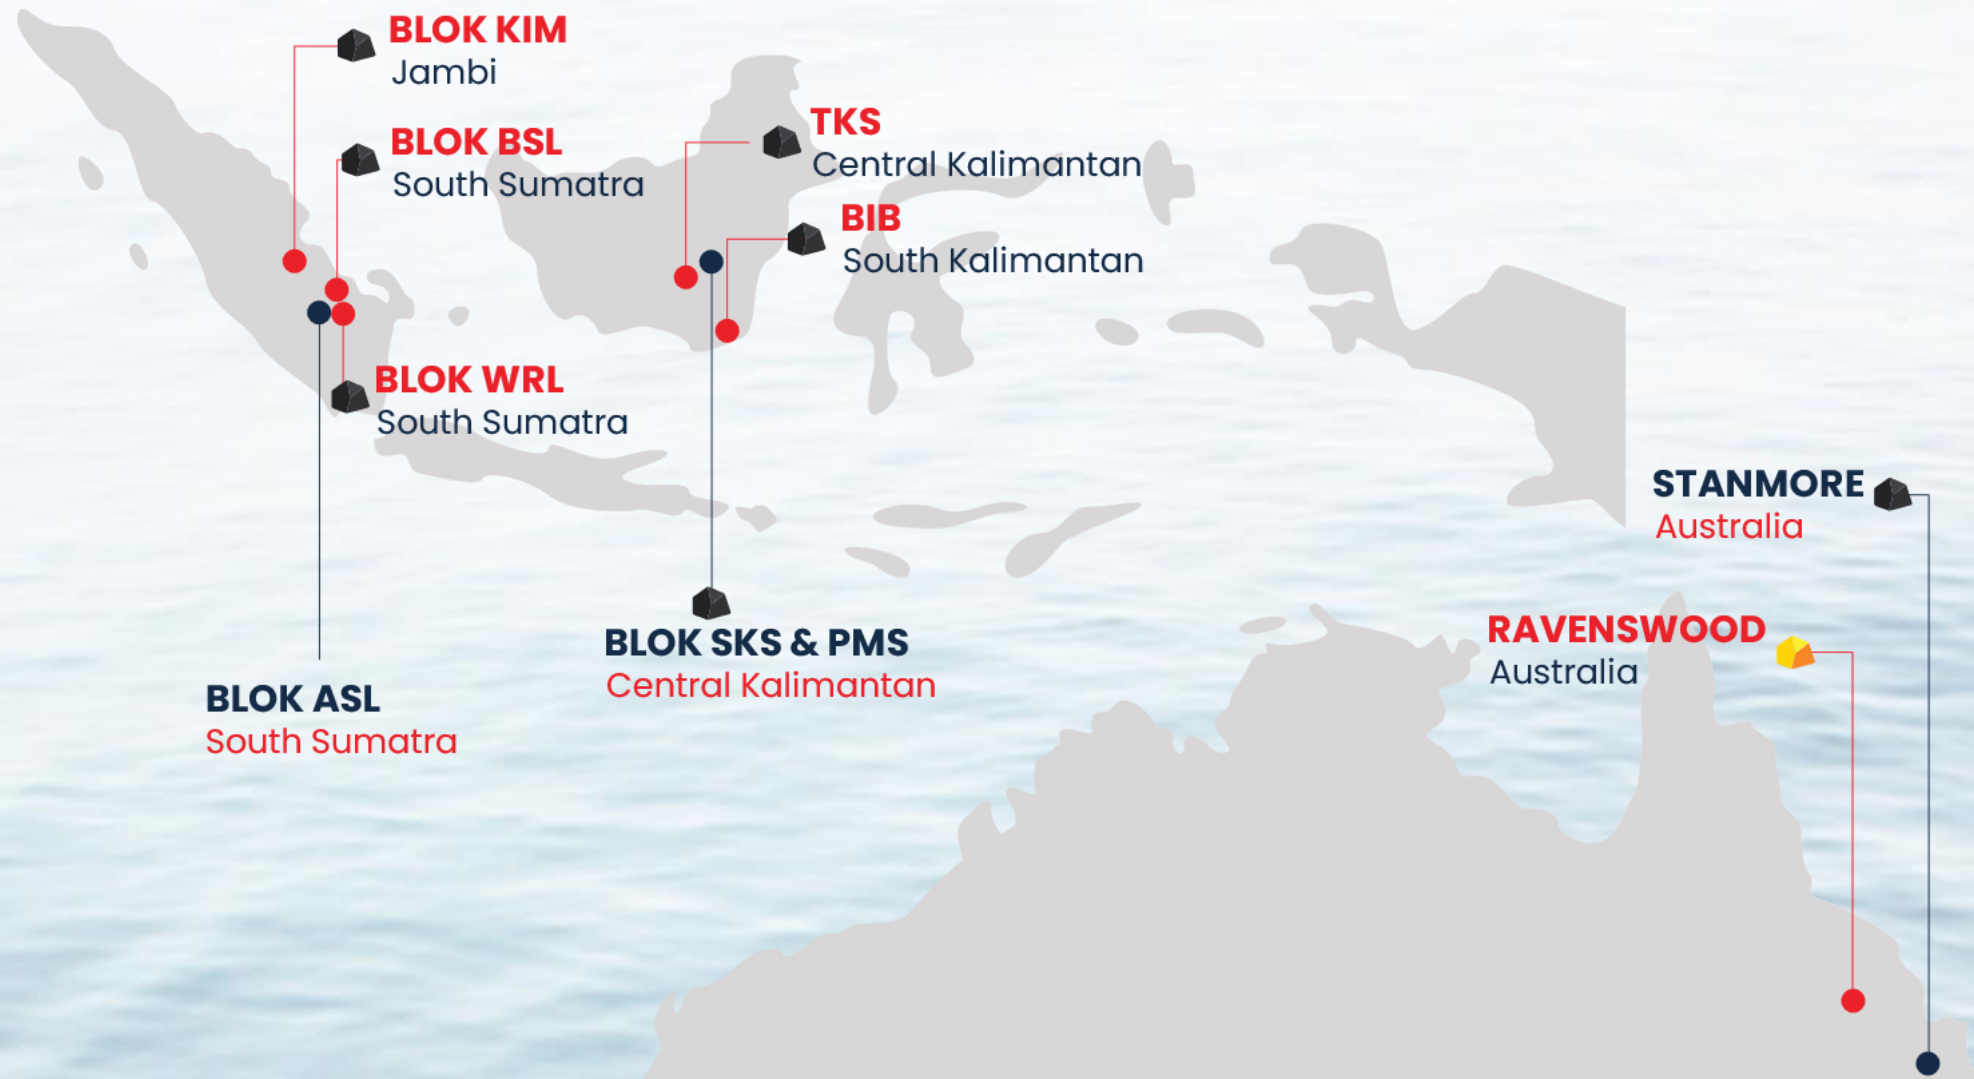 BLOK KIM
Jambi
BLOK BSL
South Sumatra
TKS
Central Kalimantan
BIB
South Kalimantan
BLOK WRL
South Sumatra
STANMORE
Australia
RAVENSWOOD
Australia
BLOK SKS & PMS
Central Kalimantan
BLOK ASL
South Sumatra